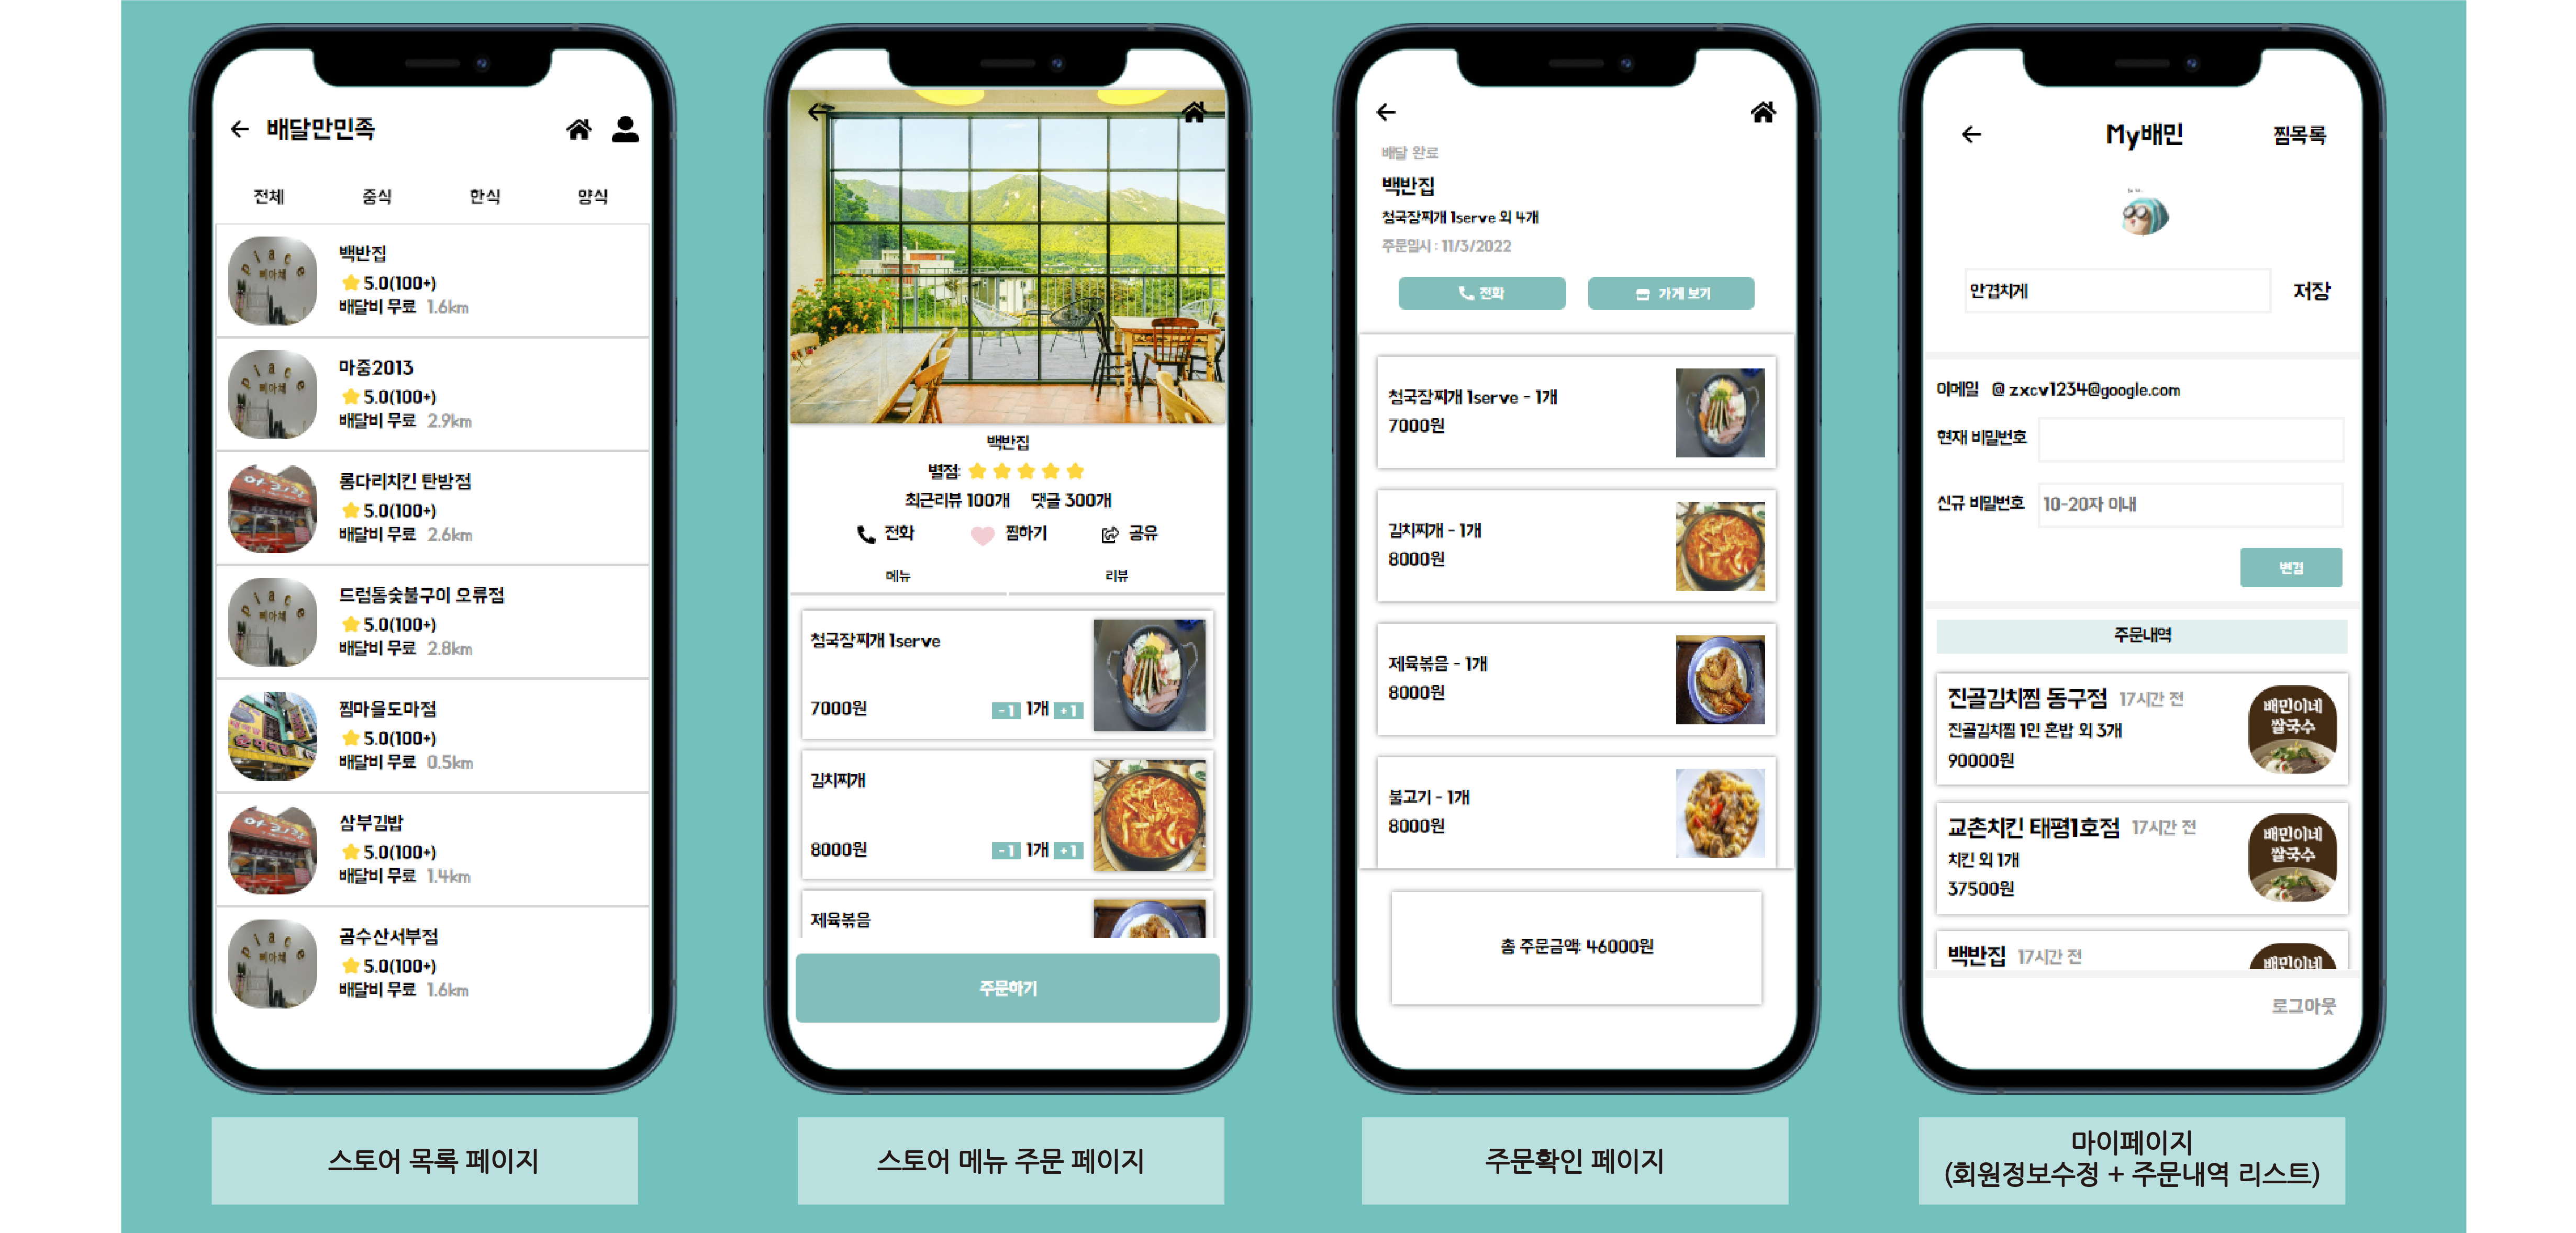 배달만민족
전체 중식 한식 양식
백반집
5.0(100+)
배달비 무료 1.6km
마중2013
5.0(100+)
배달비 무료 2.9km
롱다리치킨 탄방점
5.0(100+)
배달비 무료 2.6km
드럼통숯불구이 오류점
5.0(100+)
배달비 무료 2.8km
찜마을도마점
5.0(100+)
배달비 무료 0.5km
삼부김밥
5.0(100+)
배달비 무료 1.4km
곰수산서부점
5.0(100+)
배달비 무료 1.6km
스토어 목록 페이지
백반집
별점:
최근리뷰 100개 댓글 300개
전화 찜하기 공유
메뉴 리뷰
청국장찌개 1serve
7000원 -1 1개 +1
김치찌개
8000원 -1 1개 +1
제육볶음
주문하기
스토어 메뉴 주문 페이지
배달 완료
백반집
청국장찌개 1serve 외 4개
주문일시 : 11/3/2022
전화 가게 보기
청국장찌개 1serve - 1개
7000원
김치찌개 - 1개
8000원
제육볶음 - 1개
8000원
불고기 - 1개
8000원
총 주문금액: 46000원
주문확인 페이지
My배민 찜목록
안겹치게 저장
이메일 @ zxcv1234@google.com
현재 비밀번호
신규 비밀번호 10-20자 이내
변경
주문내역
진골김치찜 동구점 17시간 전
진골김치찜 1인 혼밥 외 3개
90000원
배민이네
쌀국수
교촌치킨 태평1호점 17시간 전
치킨 외 1개
37500원
배민이네
쌀국수
백반집 17시간 전
배민이네
로그아웃
마이페이지
(회원정보수정 + 주문내역 리스트)